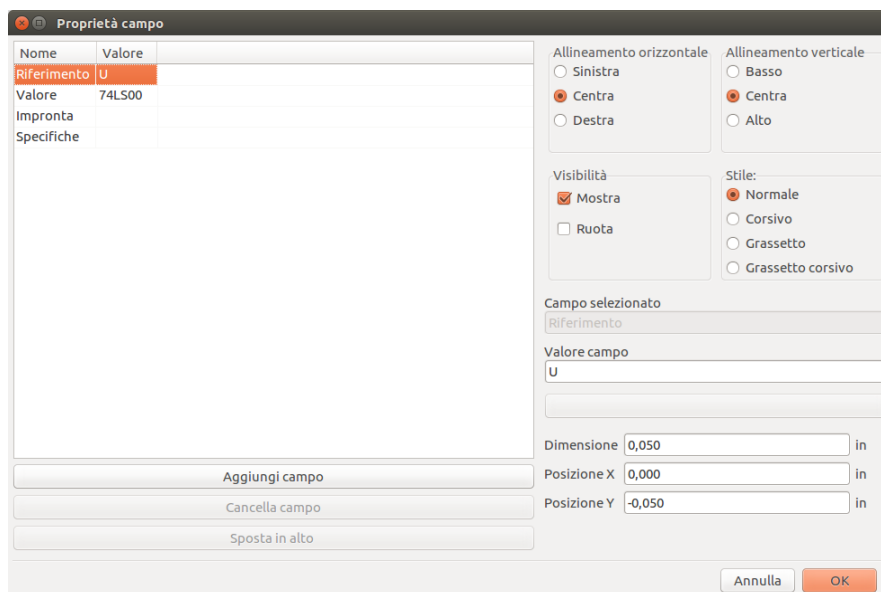 Proprietà campo
Nome Valore
Riferimento U
Valore 74LS00
Impronta
Specifiche
Aggiungi campo
Cancella campo
Sposta in alto
Allineamento orizzontale
Sinistra
Centra
Destra
Allineamento verticale
Basso
Centra
Alto
Visibilità
Mostra
Ruota
Stile:
Normale
Corsivo
Grassetto
Grassetto corsivo
Campo selezionato
Riferimento
Valore campo
U
Dimensione 0,050 in
Posizione X 0,000 in
Posizione Y -0,050 in
Annulla OK